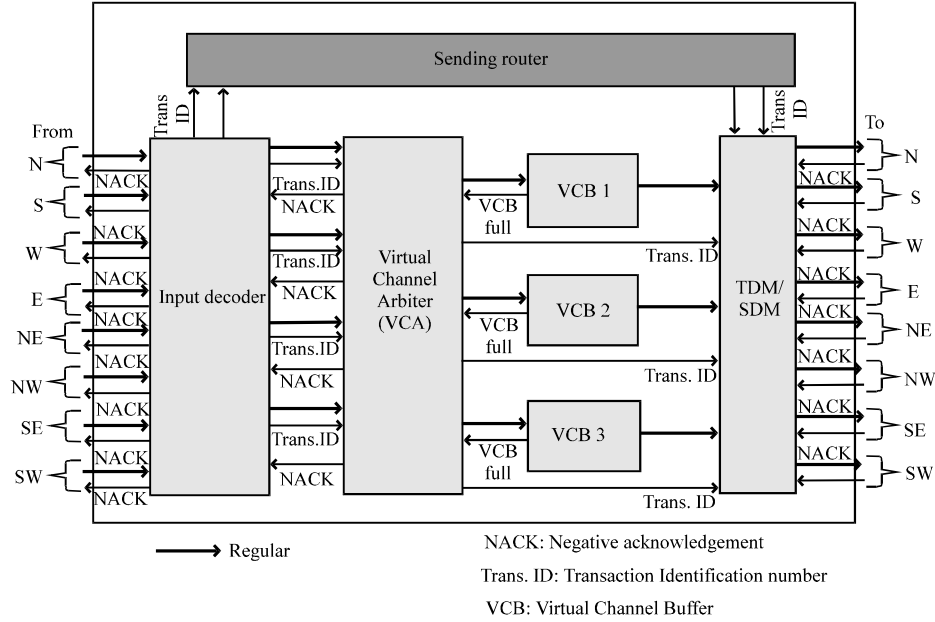 Sending router
Trans
ID
Trans
ID
From
To
N
NACK
S
NACK
W
NACK
E
NACK
NE
NACK
NW
NACK
SE
NACK
SW
NACK
Input decoder
Trans.ID
NACK
Trans.ID
NACK
Trans.ID
NACK
Trans.ID
NACK
Virtual
Channel
Arbiter
(VCA)
VCB 1
VCB
full
Trans. ID
VCB 2
VCB
full
Trans. ID
VCB 3
VCB
full
Trans. ID
TDM/
SDM
N
NACK
S
NACK
W
NACK
E
NACK
NE
NACK
NW
NACK
SE
NACK
SW
Regular
NACK: Negative acknowledgement
Trans. ID: Transaction Identification number
VCB: Virtual Channel Buffer